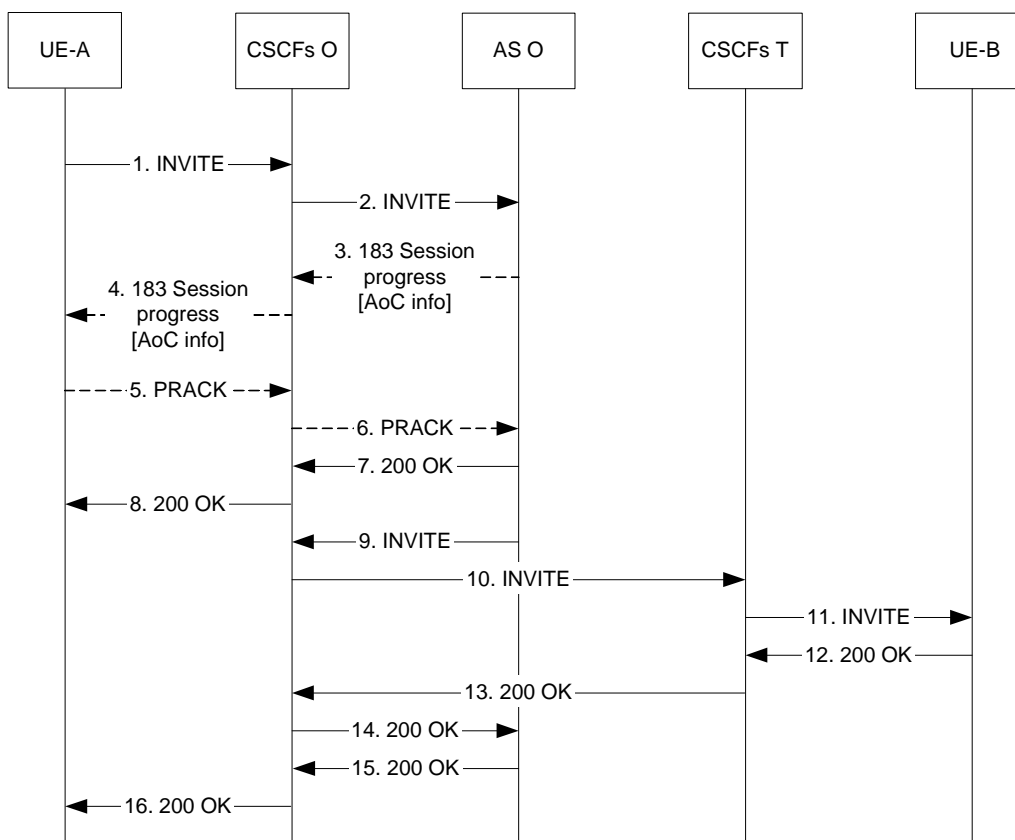 UE-A
CSCFs O
AS O
CSCFs T
UE-B
1. INVITE
2. INVITE
3. 183 Session
progress
[AoC info]
4. 183 Session
progress
[AoC info]
5. PRACK
6. PRACK
7. 200 OK
8. 200 OK
9. INVITE
10. INVITE
11. INVITE
12. 200 OK
13. 200 OK
14. 200 OK
15. 200 OK
16. 200 OK